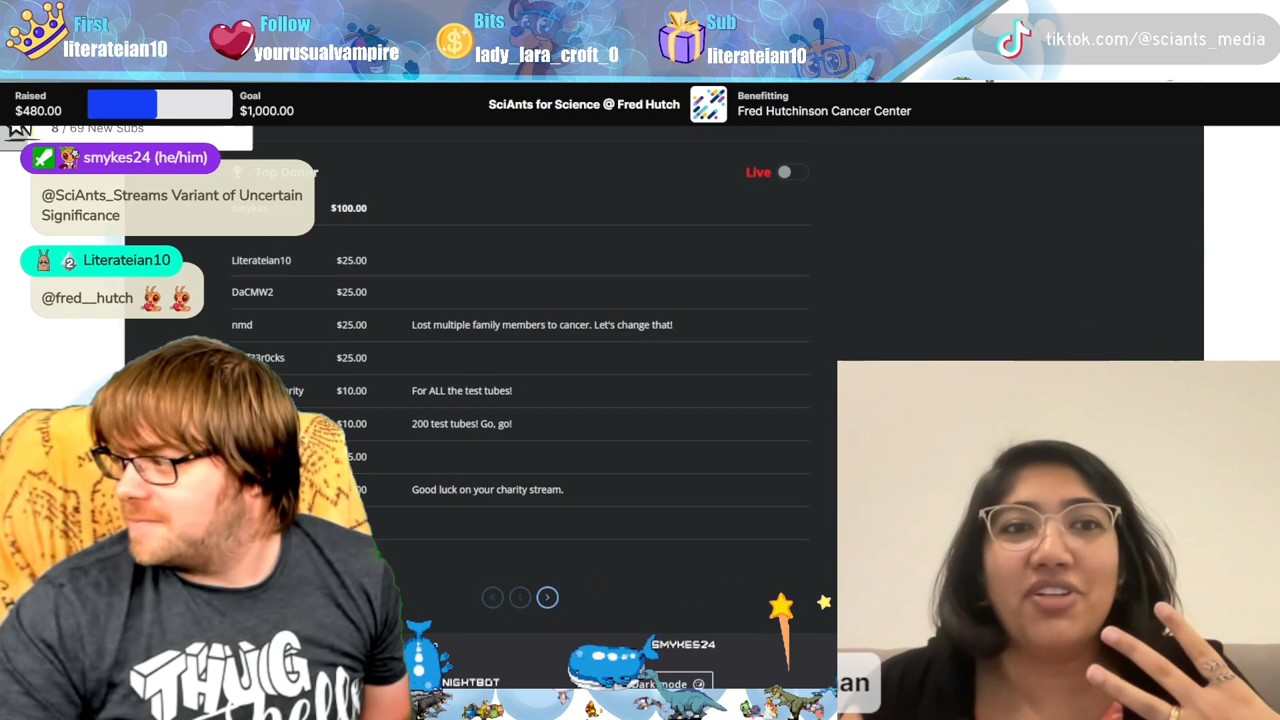 First
literateian10
Follow
yourusualvampire
Bits
lady_lara_croft_0
Sub
literateian10
tiktok.com/@sciants_media
Raised
$480.00
Goal
$1,000.00
SciAnts for Science @ Fred Hutch
Benefitting
Fred Hutchinson Cancer Center
8 / 69 New Subs
smykes24 (he/him)
@SciAnts_Streams Variant of Uncertain
Significance
Literateian10
@fred__hutch
Top Donor
Live
$100.00
Literateian10 $25.00
DaCMW2 $25.00
nmd $25.00 Lost multiple family members to cancer. Let's change that!
$25.00
$10.00 For ALL the test tubes!
$10.00 200 test tubes! Go, go!
Good luck on your charity stream.
SMYKES24
NIGHTBOT
Dark mode
THUG
an